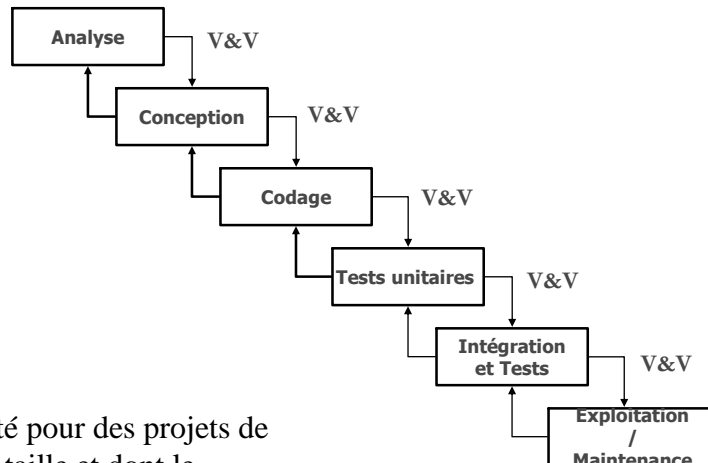 Analyse
V&V
Conception
V&V
Codage
V&V
Tests unitaires
V&V
Intégration
et Tests
V&V
Exploitation
/
Maintenance
té pour des projets de
taille et dont le